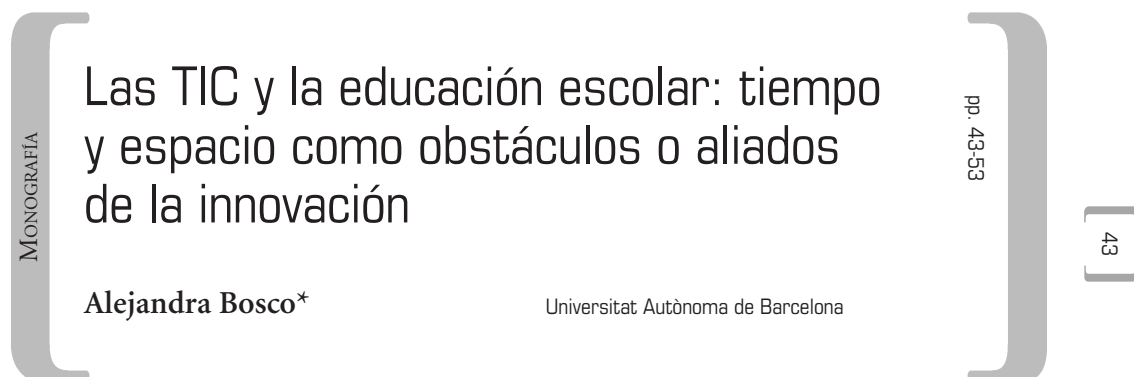 MONOGRAFÍA
Las TIC y la educación escolar: tiempo
y espacio como obstáculos o aliados
de la innovación
Alejandra Bosco*
Universitat Autònoma de Barcelona
pp. 43-53
43